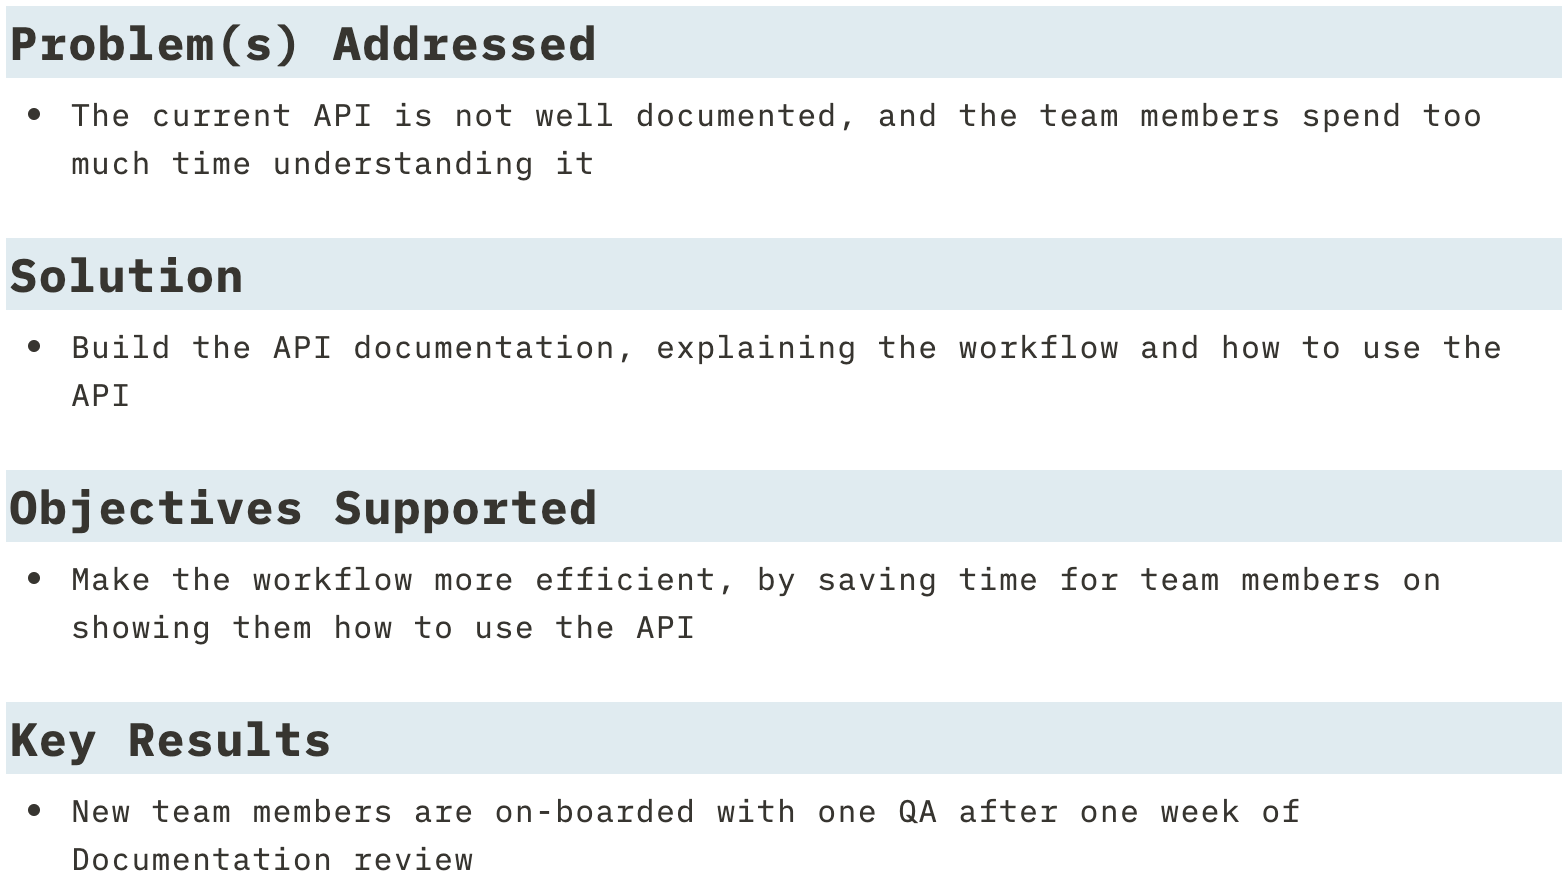 Problem(s) Addressed
• The current API is not well documented, and the team members spend too
much time understanding it
Solution
• Build the API documentation, explaining the workflow and how to use the
API
Objectives Supported
• Make the workflow more efficient, by saving time for team members on
showing them how to use the API
Key Results
• New team members are on-boarded with one QA after one week of
Documentation review